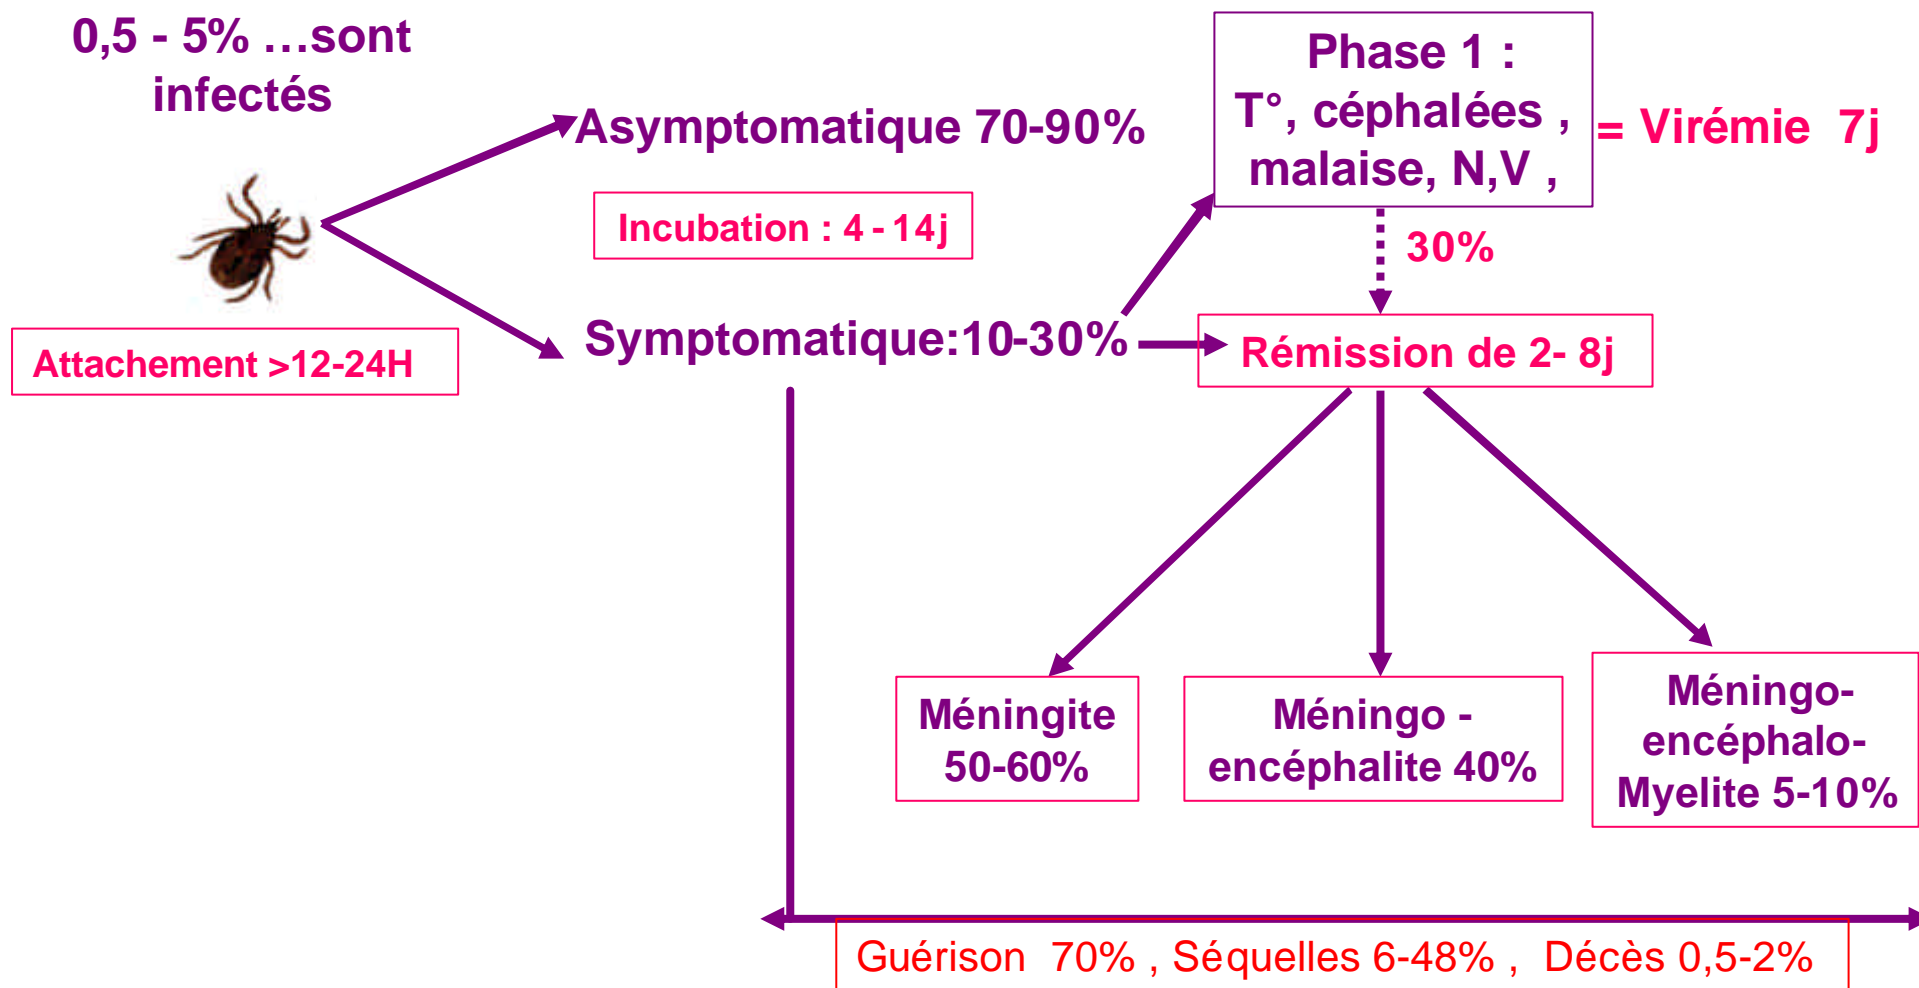 0,5 - 5% ...sont
infectés
Asymptomatique 70-90%
Incubation : 4 - 14j
Symptomatique:10-30%
Attachement >12-24H
Phase 1 :
T°, céphalées ,
malaise, N,V ,
= Virémie 7j
30%
Rémission de 2- 8j
Méningite
50-60%
Méningo -
encéphalite 40%
Méningo-
encéphalo-
Myelite 5-10%
Guérison 70% , Séquelles 6-48% , Décès 0,5-2%